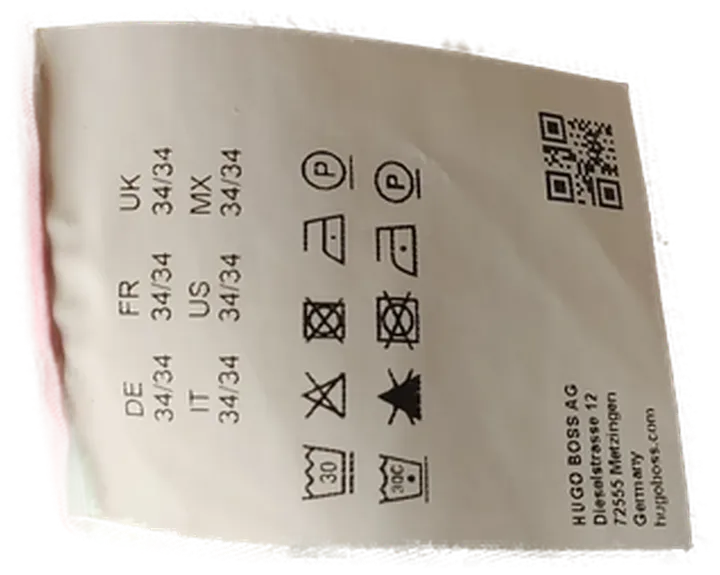 DE FR UK
34/34 34/34 34/34
IT US MX
34/34 34/34 34/34
30 P
30C P
HUGO BOSS AG
Dieselstrasse 12
72555 Metzingen
Germany
hugoboss.com